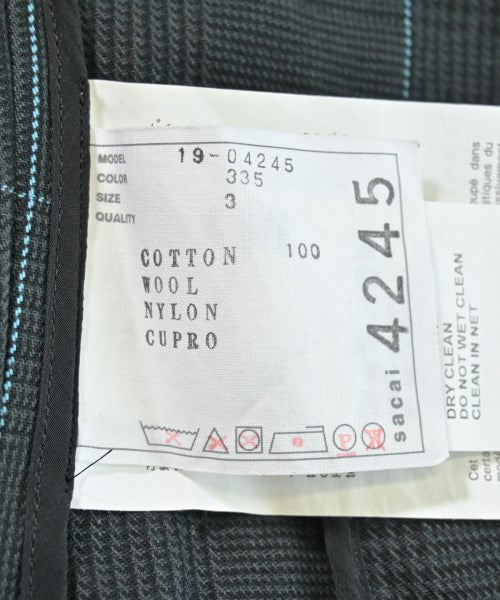 MODEL 19-04245
COLOR 335
SIZE 3
QUALITY
COTTON 100
WOOL
NYLON
CUPRO
P W
sacai 4245
DRY CLEAN
DO NOT WET CLEAN
CLEAN IN NET
Cet